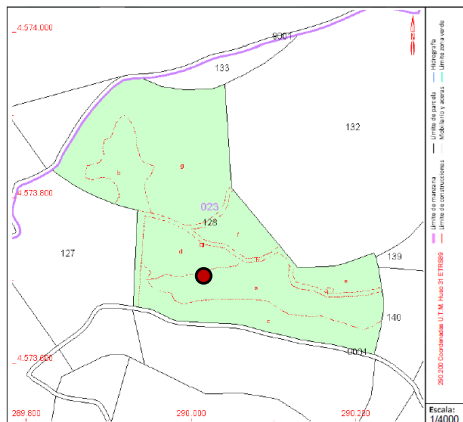 4.574.000
9001
133
132
g
h
4.573.800
023
128
f
127
d
a
139
e
140
c
4.573.600
9001
289.800
290.000
290.200
Límite de manzana
Límite de parcela
Hidrografía
Límite de construcciones
Mobiliario y aceras
Límite zona verde
290.200 Coordenadas U.T.M. Huso 31 ETRS89
Escala:
1/4000